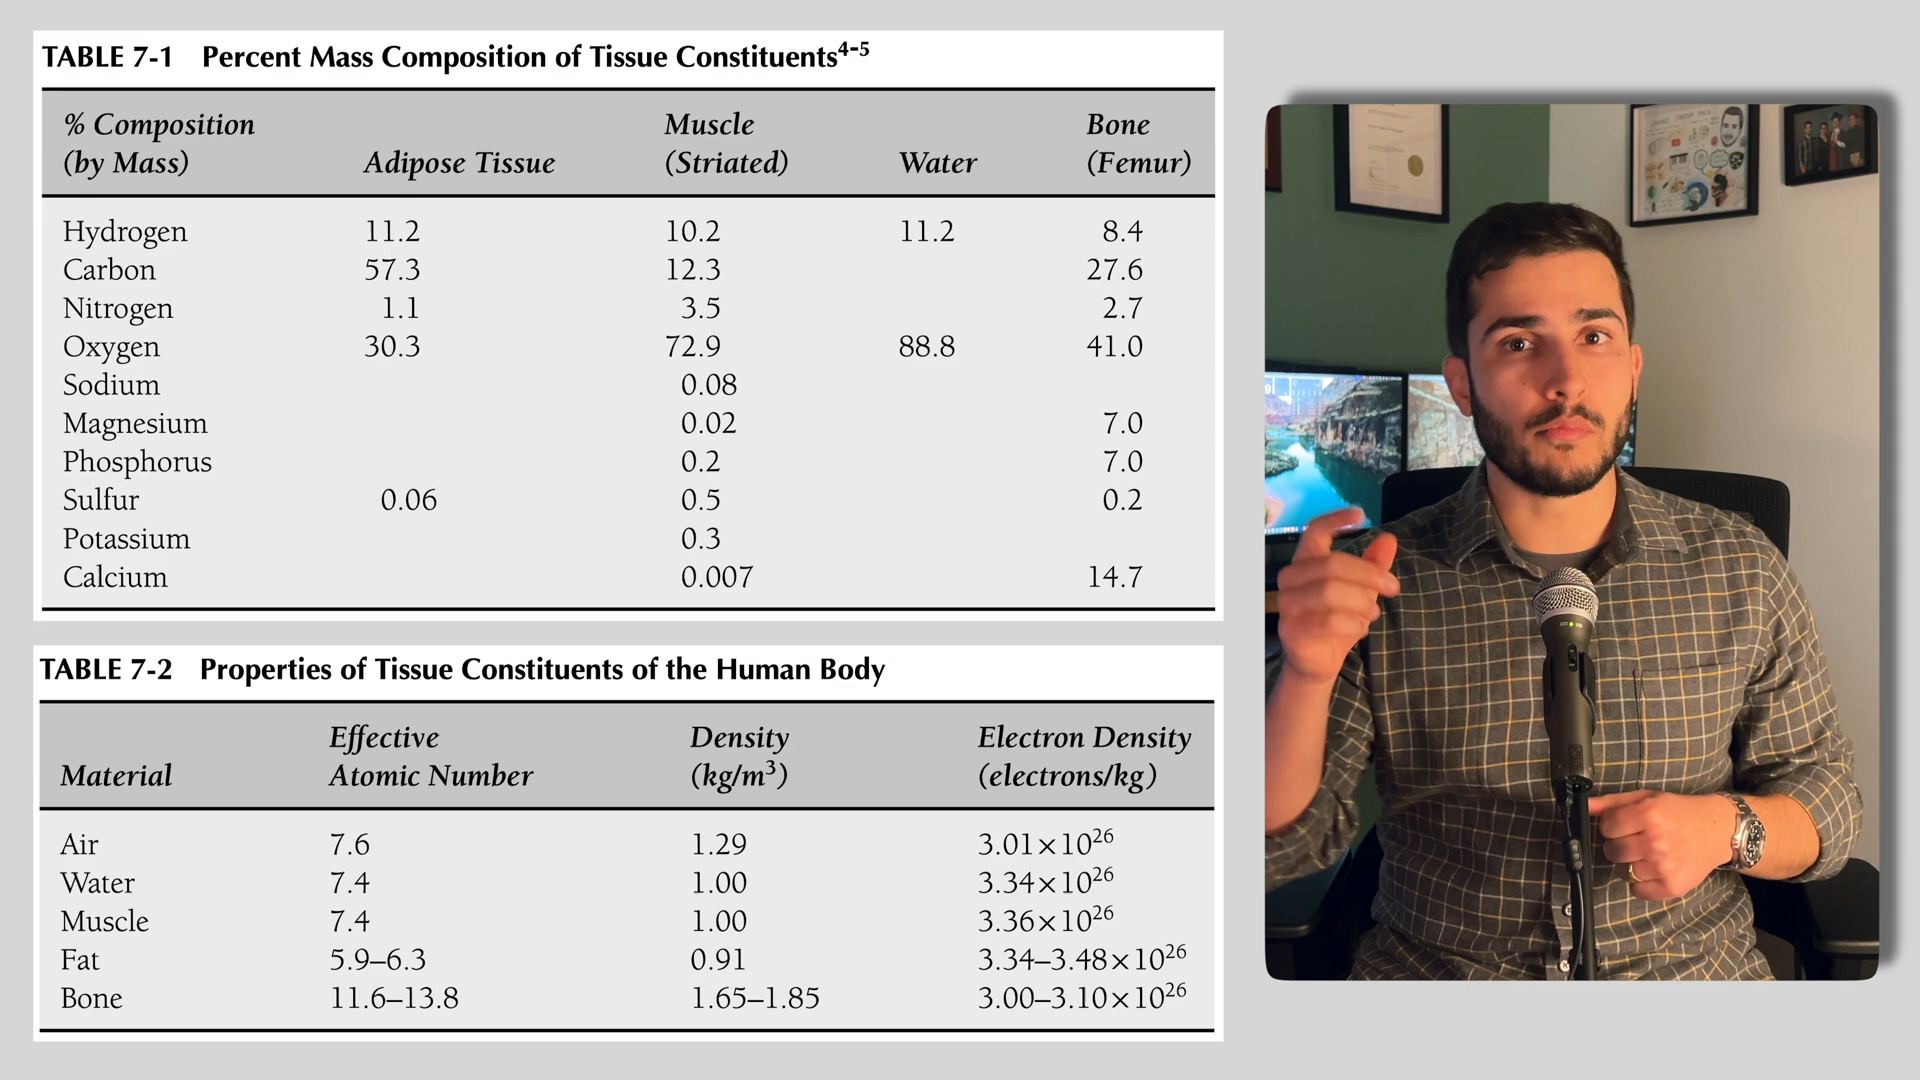 TABLE 7-1 Percent Mass Composition of Tissue Constituents4-5
% Composition (by Mass) Adipose Tissue Muscle (Striated) Water Bone (Femur)
Hydrogen 11.2 10.2 11.2 8.4
Carbon 57.3 12.3 27.6
Nitrogen 1.1 3.5 2.7
Oxygen 30.3 72.9 88.8 41.0
Sodium 0.08
Magnesium 0.02 7.0
Phosphorus 0.2 7.0
Sulfur 0.06 0.5 0.2
Potassium 0.3
Calcium 0.007 14.7
TABLE 7-2 Properties of Tissue Constituents of the Human Body
Material Effective Atomic Number Density (kg/m³) Electron Density (electrons/kg)
Air 7.6 1.29 3.01×10²⁶
Water 7.4 1.00 3.34×10²⁶
Muscle 7.4 1.00 3.36×10²⁶
Fat 5.9–6.3 0.91 3.34–3.48×10²⁶
Bone 11.6–13.8 1.65–1.85 3.00–3.10×10²⁶